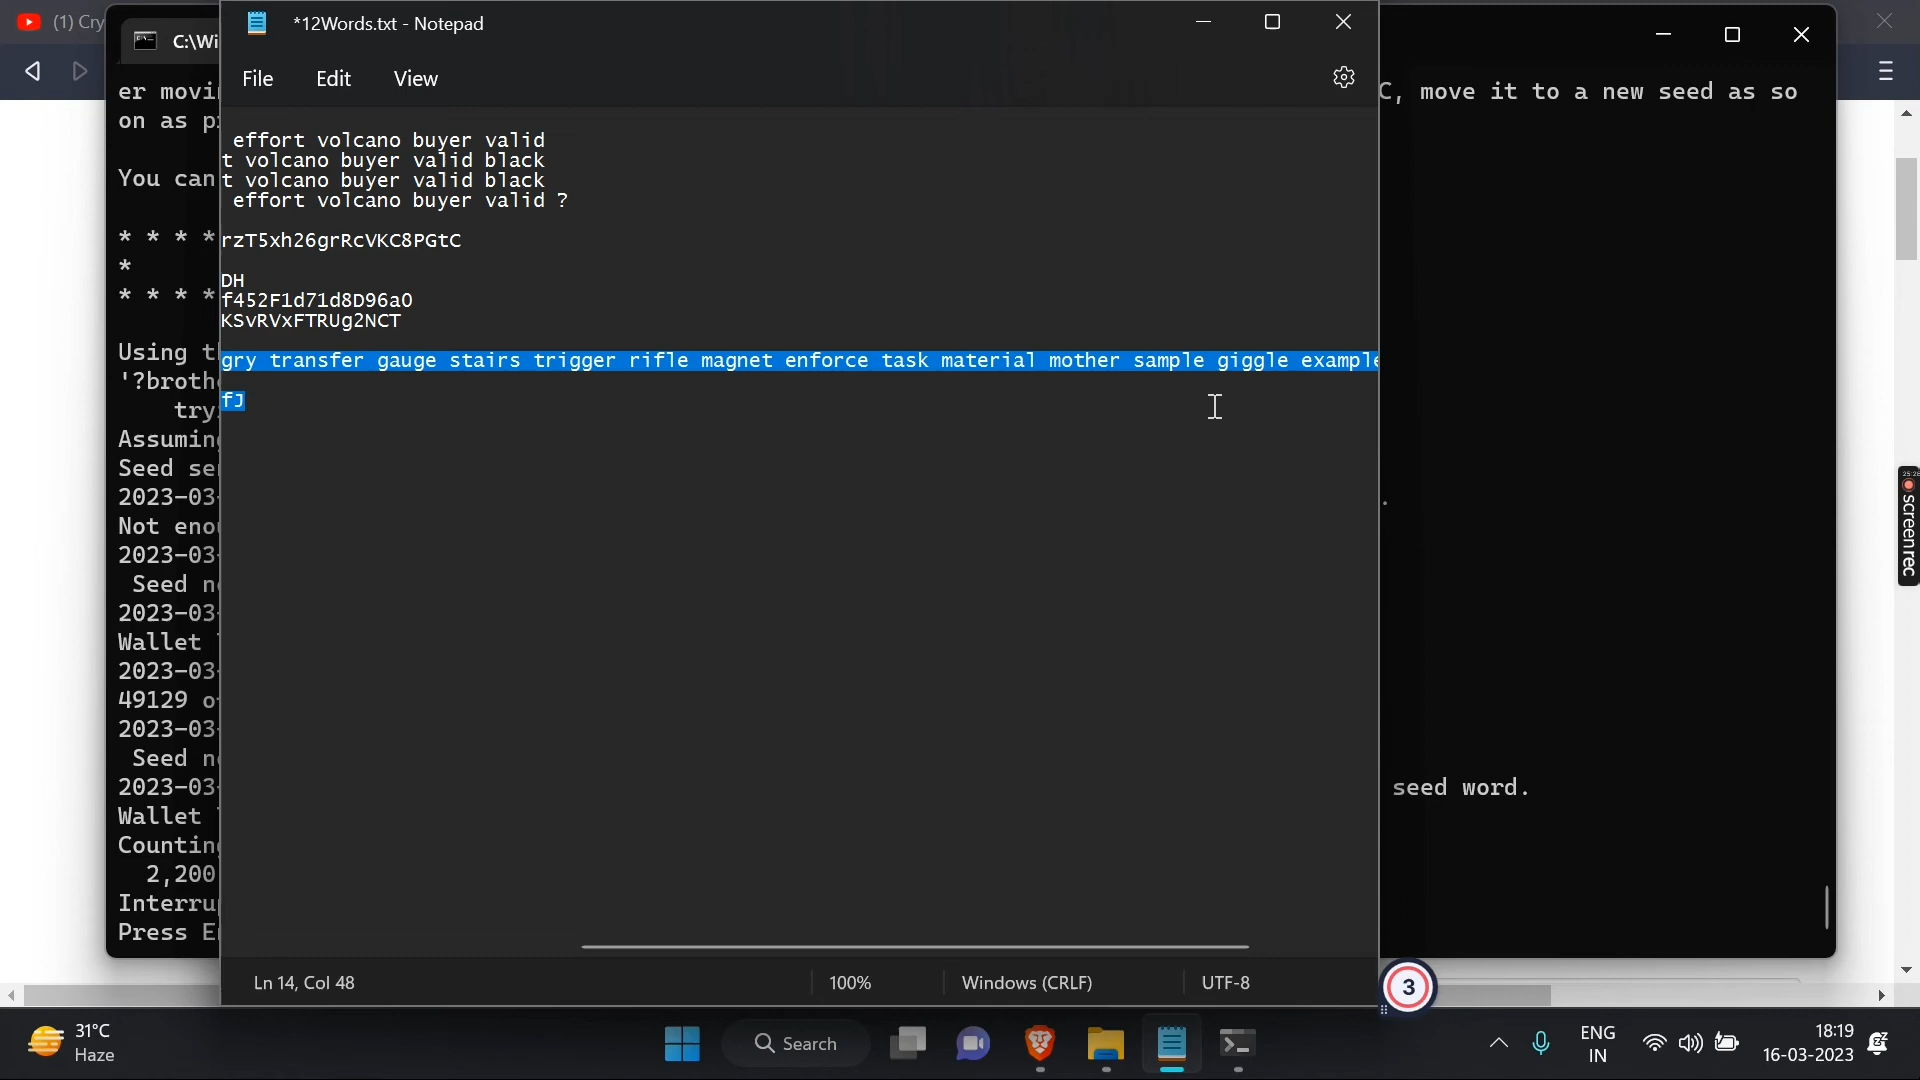 (1) Cry
C:\Wi
*12Words.txt - Notepad
File Edit View
er movi
C, move it to a new seed as so
on as p
You can
* * * *
*
* * * *
Using t
'?broth
try
Assuming
Seed se
2023-03-
Not enou
2023-03-
Seed n
2023-03-
Wallet
2023-03-
49129 o
2023-03-
Seed n
2023-03-
Wallet
Counting
2,200
Interru
Press E
effort volcano buyer valid
t volcano buyer valid black
t volcano buyer valid black
effort volcano buyer valid ?
rzT5xh26grRcVKC8PGtC
DH
f452F1d71d8D96a0
KSvRVxFTRUg2NCT
gry transfer gauge stairs trigger rifle magnet enforce task material mother sample giggle example
fJ
.
seed word.
Ln 14, Col 48 100% Windows (CRLF) UTF-8
3
screenrec
31°C
Haze
Search
ENG
IN
18:19
16-03-2023